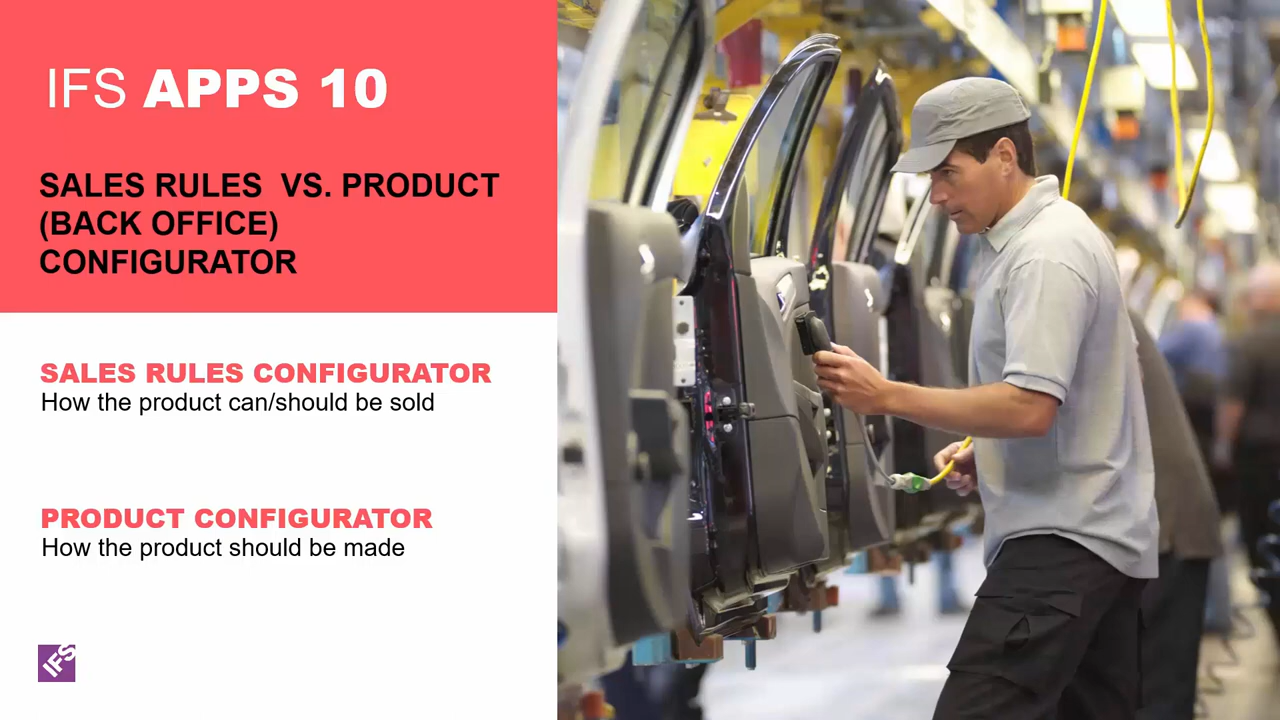 IFS APPS 10
SALES RULES VS. PRODUCT
(BACK OFFICE)
CONFIGURATOR
SALES RULES CONFIGURATOR
How the product can/should be sold
PRODUCT CONFIGURATOR
How the product should be made
IFS